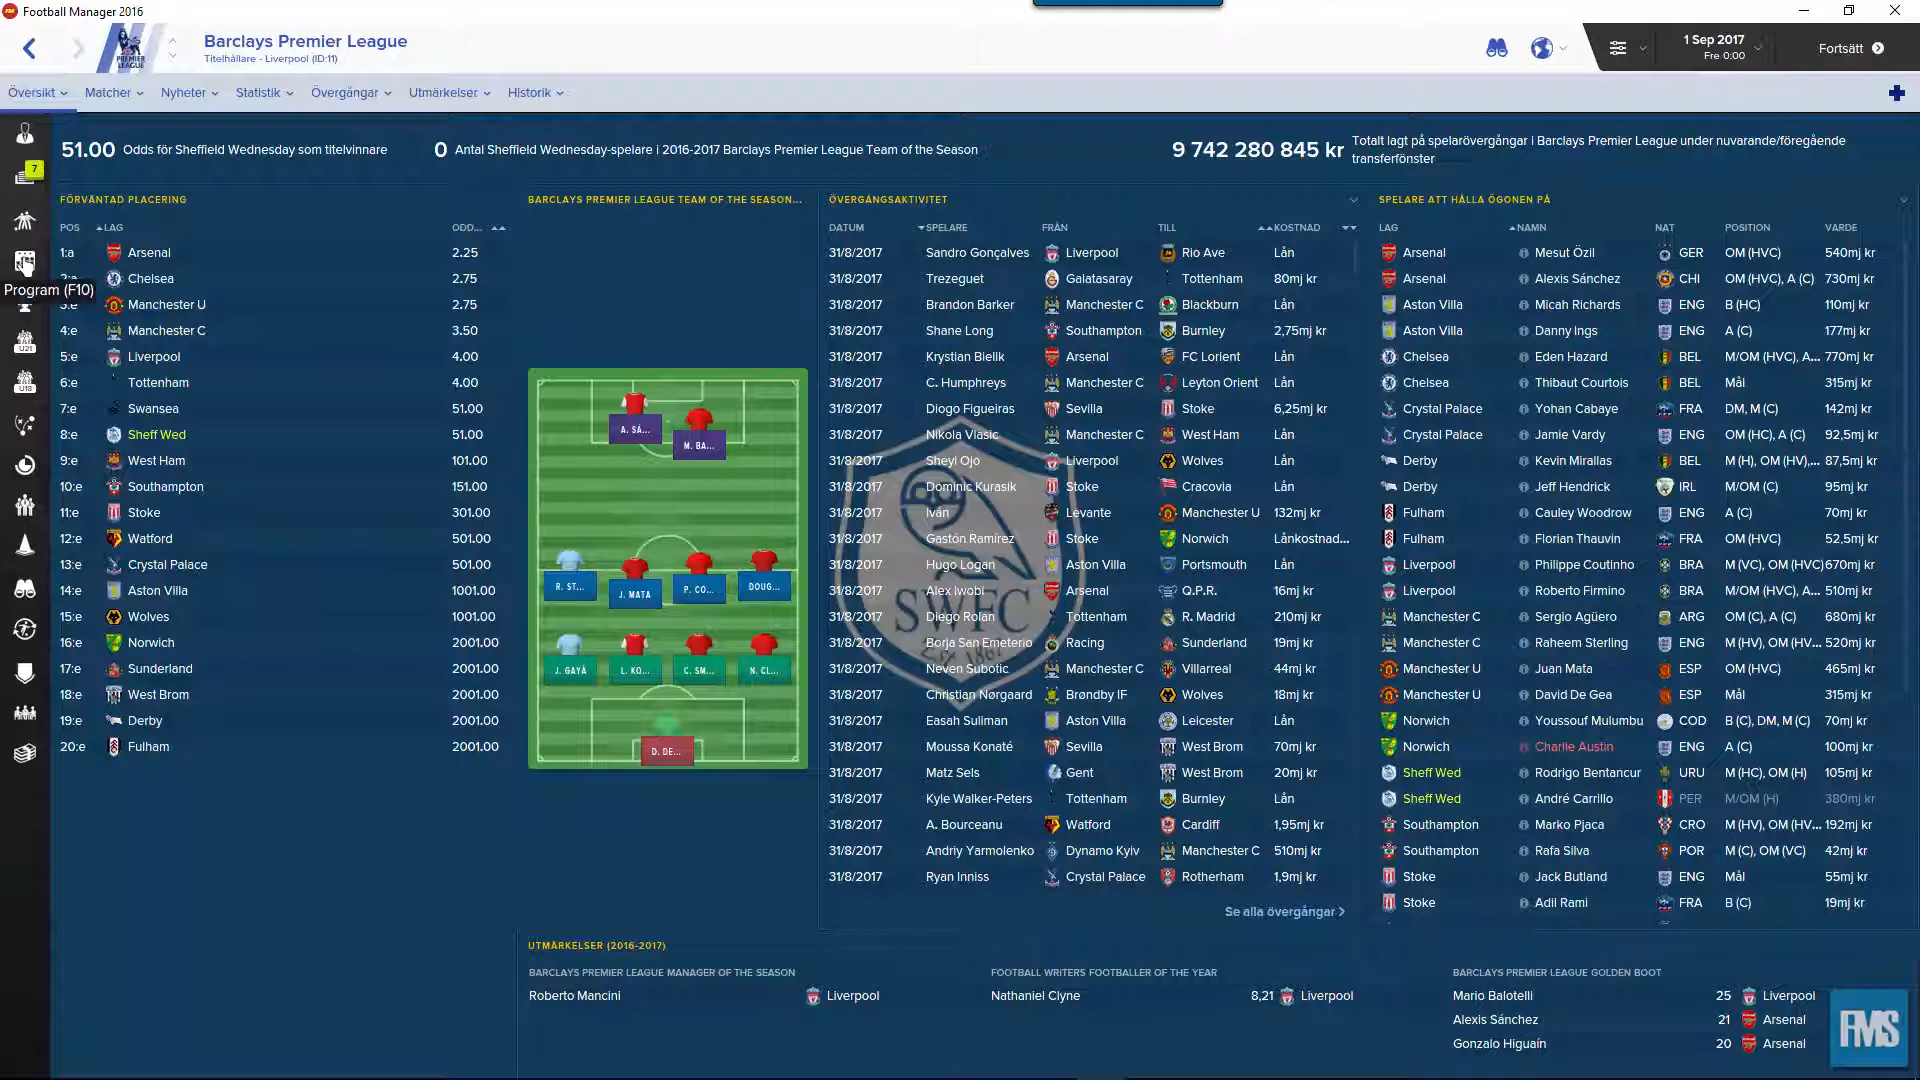 Football Manager 2016
Barclays Premier League
Titelhållare - Liverpool (ID:11)
1 Sep 2017
Fre 0:00
Fortsätt
Översikt Matcher Nyheter Statistik Övergångar Utmärkelser Historik
7
51.00 Odds för Sheffield Wednesday som titelvinnare
0 Antal Sheffield Wednesday-spelare i 2016-2017 Barclays Premier League Team of the Season
9 742 280 845 kr Totalt lagt på spelarövergångar i Barclays Premier League under nuvarande/föregående
transferfönster
FÖRVÄNTAD PLACERING
POS LAG ODD...
1:a Arsenal 2.25
2:a Chelsea 2.75
Program (F10)
3:e Manchester U 2.75
4:e Manchester C 3.50
5:e Liverpool 4.00
6:e Tottenham 4.00
7:e Swansea 51.00
8:e Sheff Wed 51.00
9:e West Ham 101.00
10:e Southampton 151.00
11:e Stoke 301.00
12:e Watford 501.00
13:e Crystal Palace 501.00
14:e Aston Villa 1001.00
15:e Wolves 1001.00
16:e Norwich 2001.00
17:e Sunderland 2001.00
18:e West Brom 2001.00
19:e Derby 2001.00
20:e Fulham 2001.00
U21
U18
BARCLAYS PREMIER LEAGUE TEAM OF THE SEASON...
A. SÁ...
M. BA...
R. ST... J. MATA P. CO... DOUG...
J. GAYÁ L. KO... C. SM... N. CL...
D. DE...
ÖVERGÅNGSAKTIVITET
DATUM SPELARE FRÅN TILL KOSTNAD
31/8/2017 Sandro Gonçalves Liverpool Rio Ave Lån
31/8/2017 Trezeguet Galatasaray Tottenham 80mj kr
31/8/2017 Brandon Barker Manchester C Blackburn Lån
31/8/2017 Shane Long Southampton Burnley 2,75mj kr
31/8/2017 Krystian Bielik Arsenal FC Lorient Lån
31/8/2017 C. Humphreys Manchester C Leyton Orient Lån
31/8/2017 Diogo Figueiras Sevilla Stoke 6,25mj kr
31/8/2017 Nikola Vlasic Manchester C West Ham Lån
31/8/2017 Sheyi Ojo Liverpool Wolves Lån
31/8/2017 Dominic Kurasik Stoke Cracovia Lån
31/8/2017 Iván Levante Manchester U 132mj kr
31/8/2017 Gastón Ramírez Stoke Norwich Lånkostnad...
31/8/2017 Hugo Logan Aston Villa Portsmouth Lån
31/8/2017 Alex Iwobi Arsenal Q.P.R. 16mj kr
31/8/2017 Diego Rolan Tottenham R. Madrid 210mj kr
31/8/2017 Borja San Emeterio Racing Sunderland 19mj kr
31/8/2017 Neven Subotic Manchester C Villarreal 44mj kr
31/8/2017 Christian Nørgaard Brøndby IF Wolves 18mj kr
31/8/2017 Easah Suliman Aston Villa Leicester Lån
31/8/2017 Moussa Konaté Sevilla West Brom 70mj kr
31/8/2017 Matz Sels Gent West Brom 20mj kr
31/8/2017 Kyle Walker-Peters Tottenham Burnley Lån
31/8/2017 A. Bourceanu Watford Cardiff 1,95mj kr
31/8/2017 Andriy Yarmolenko Dynamo Kyiv Manchester C 510mj kr
31/8/2017 Ryan Inniss Crystal Palace Rotherham 1,9mj kr
Se alla övergångar
SWFC
SPELARE ATT HÅLLA ÖGONEN PÅ
LAG NAMN NAT POSITION VÄRDE
Arsenal Mesut Özil GER OM (HVC) 540mj kr
Arsenal Alexis Sánchez CHI OM (HVC), A (C) 730mj kr
Aston Villa Micah Richards ENG B (HC) 110mj kr
Aston Villa Danny Ings ENG A (C) 177mj kr
Chelsea Eden Hazard BEL M/OM (HVC), A... 770mj kr
Chelsea Thibaut Courtois BEL Mål 315mj kr
Crystal Palace Yohan Cabaye FRA DM, M (C) 142mj kr
Crystal Palace Jamie Vardy ENG OM (HC), A (C) 92,5mj kr
Derby Kevin Mirallas BEL M (H), OM (HV),... 87,5mj kr
Derby Jeff Hendrick IRL M/OM (C) 95mj kr
Fulham Cauley Woodrow ENG A (C) 70mj kr
Fulham Florian Thauvin FRA OM (HVC) 52,5mj kr
Liverpool Philippe Coutinho BRA M (VC), OM (HVC) 670mj kr
Liverpool Roberto Firmino BRA M/OM (HVC), A... 510mj kr
Manchester C Sergio Agüero ARG OM (C), A (C) 680mj kr
Manchester C Raheem Sterling ENG M (HV), OM (HV... 520mj kr
Manchester U Juan Mata ESP OM (HVC) 465mj kr
Manchester U David De Gea ESP Mål 315mj kr
Norwich Youssouf Mulumbu COD B (C), DM, M (C) 70mj kr
Norwich Charlie Austin ENG A (C) 100mj kr
Sheff Wed Rodrigo Bentancur URU M (HC), OM (H) 105mj kr
Sheff Wed André Carrillo PER M/OM (H) 380mj kr
Southampton Marko Pjaca CRO M (HV), OM (HV... 192mj kr
Southampton Rafa Silva POR M (C), OM (VC) 42mj kr
Stoke Jack Butland ENG Mål 55mj kr
Stoke Adil Rami FRA B (C) 19mj kr
UTMÄRKELSER (2016-2017)
BARCLAYS PREMIER LEAGUE MANAGER OF THE SEASON
Roberto Mancini Liverpool
FOOTBALL WRITERS FOOTBALLER OF THE YEAR
Nathaniel Clyne 8,21 Liverpool
BARCLAYS PREMIER LEAGUE GOLDEN BOOT
Mario Balotelli 25 Liverpool
Alexis Sánchez 21 Arsenal
Gonzalo Higuaín 20 Arsenal
FMS